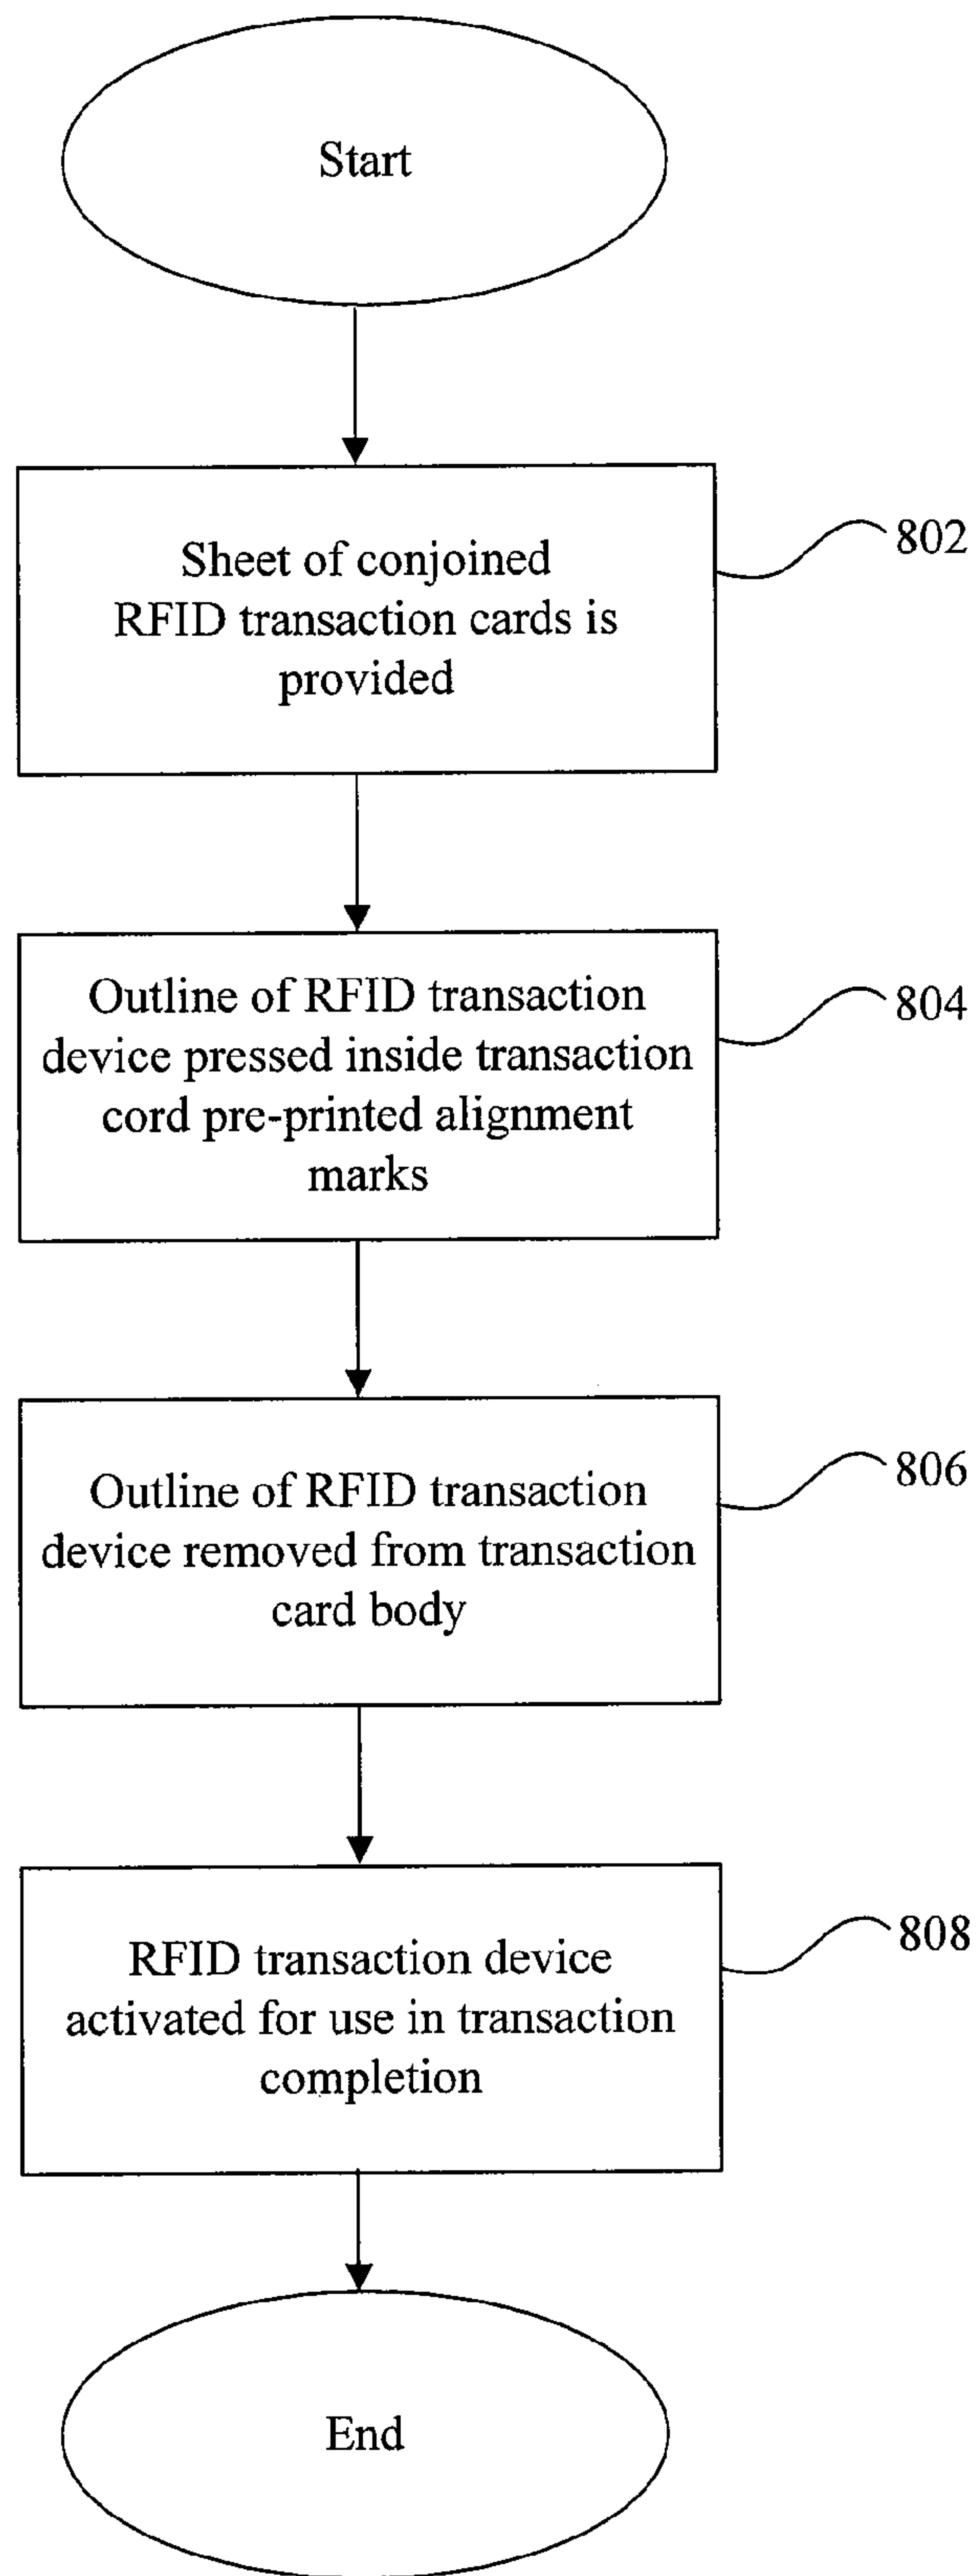 Start
Sheet of conjoined
RFID transaction cards is
provided
802
Outline of RFID transaction
device pressed inside transaction
cord pre-printed alignment
marks
804
Outline of RFID transaction
device removed from transaction
card body
806
RFID transaction device
activated for use in transaction
completion
808
End